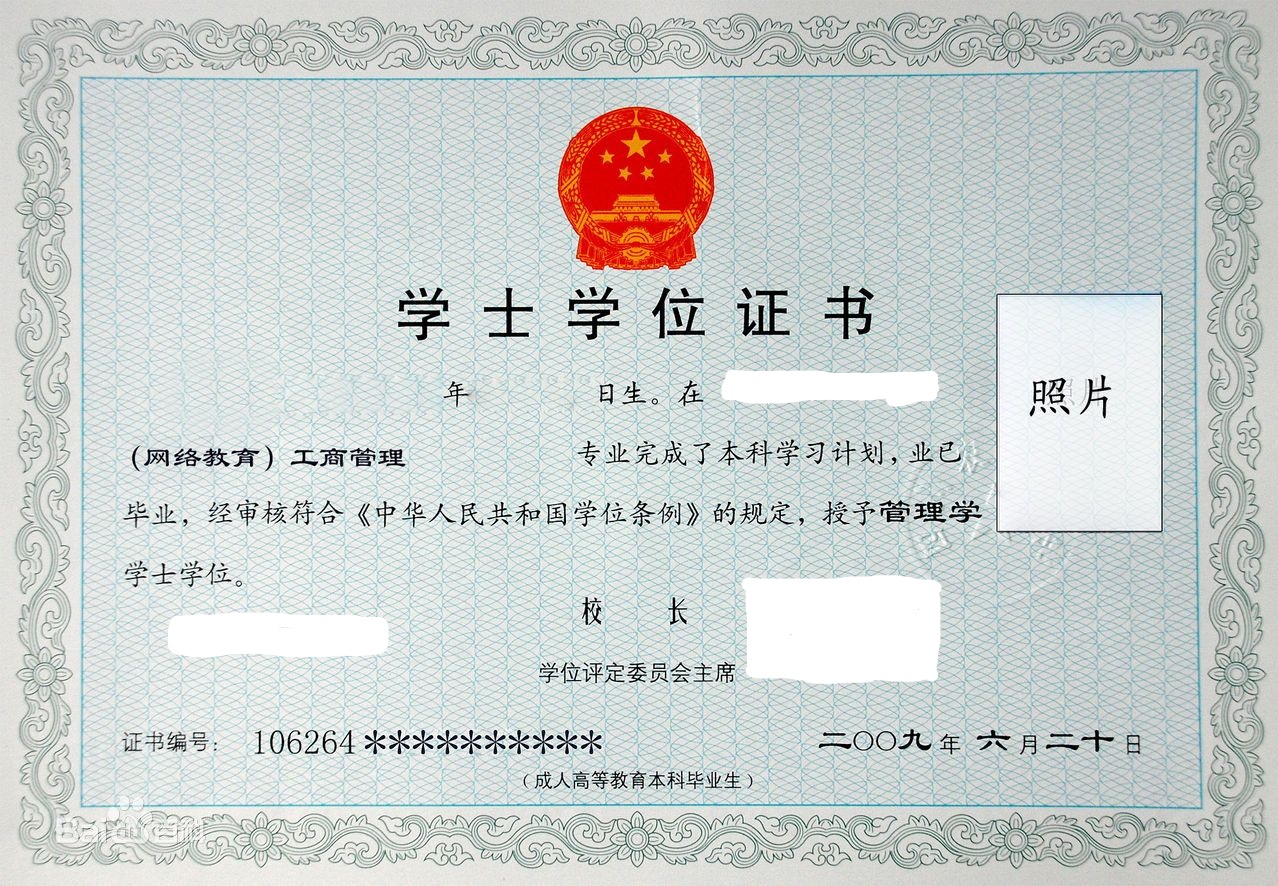 学士学位证书
年 日生。在
（网络教育）工商管理 专业完成了本科学习计划，业已
毕业，经审核符合《中华人民共和国学位条例》的规定，授予管理学
学士学位。
照片
校 长
学位评定委员会主席
证书编号： 106264**********
二〇〇九年 六月二十日
（成人高等教育本科毕业生）
Baidu百科